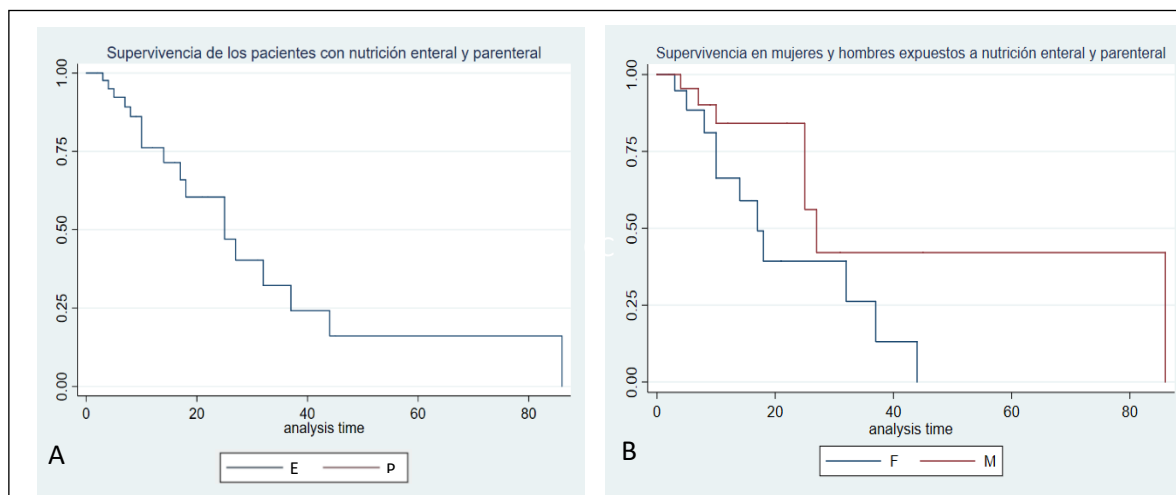 Supervivencia de los pacientes con nutrición enteral y parenteral
1.00
0.75
0.50
0.25
0.00
0
20
40
60
80
analysis time
A
E
P
Supervivencia en mujeres y hombres expuestos a nutrición enteral y parenteral
1.00
0.75
0.50
0.25
0.00
0
20
40
60
80
analysis time
B
F
M